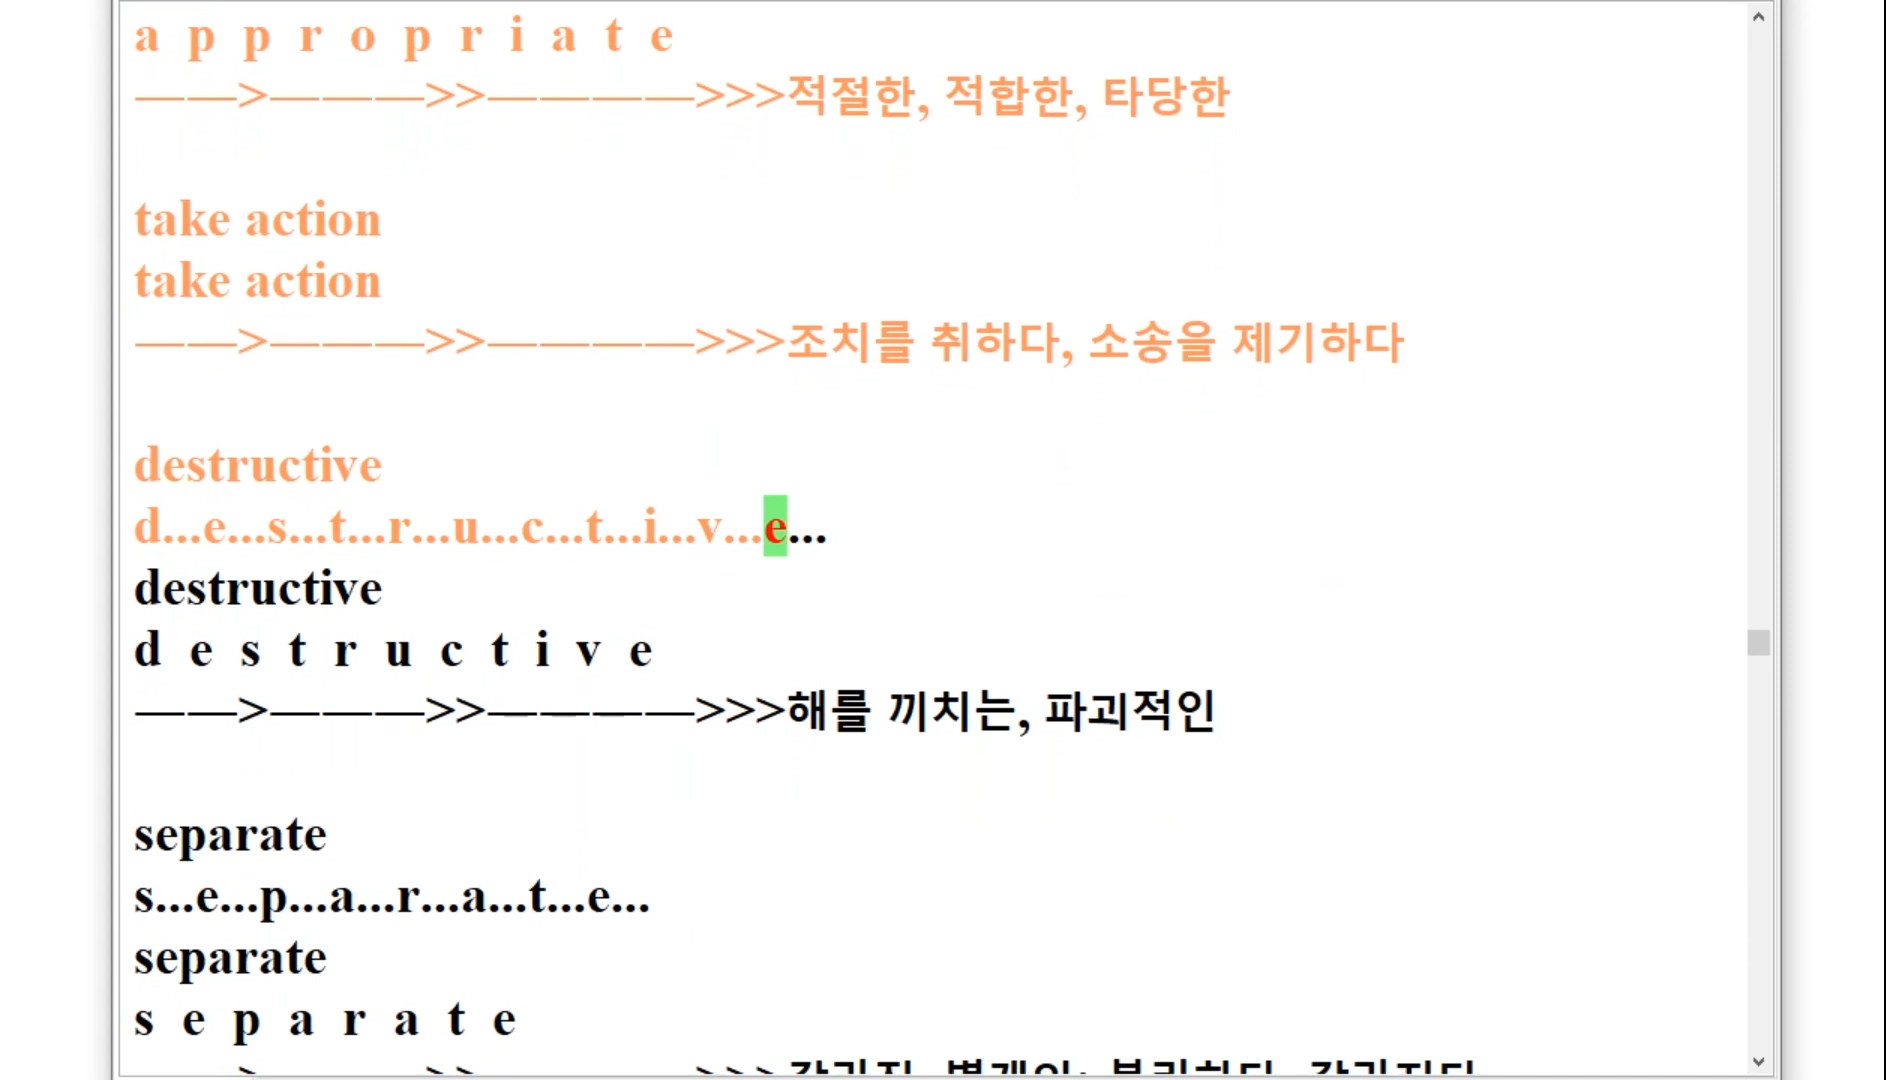 a p p r o p r i a t e
——>———>>————>>>적절한, 적합한, 타당한
take action
take action
——>———>>————>>>조치를 취하다, 소송을 제기하다
destructive
d...e...s...t...r...u...c...t...i...v...e...
destructive
d e s t r u c t i v e
——>———>>————>>>해를 끼치는, 파괴적인
separate
s...e...p...a...r...a...t...e...
separate
s e p a r a t e